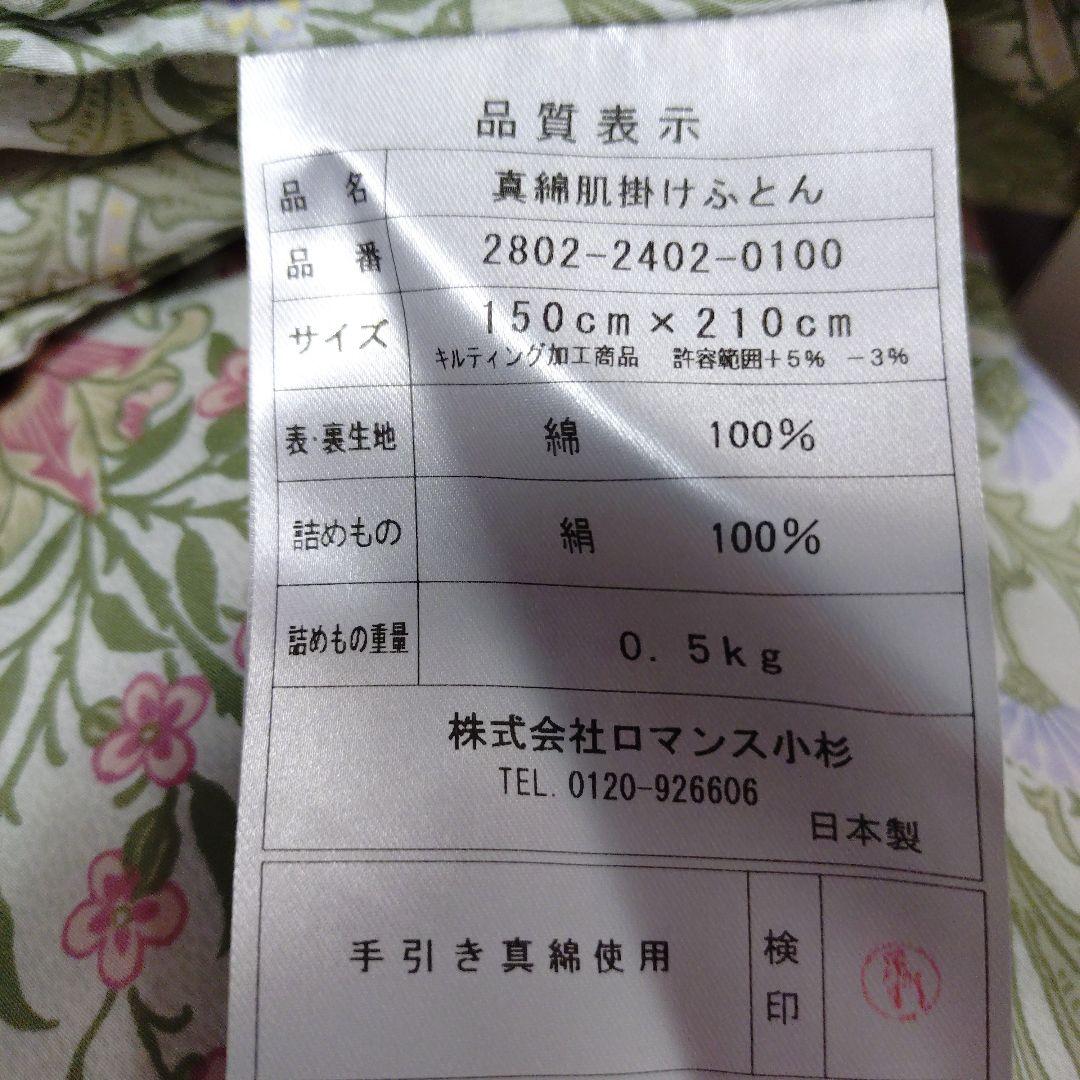 品質表示
品名 真綿肌掛けふとん
品番 2802-2402-0100
サイズ 150cm×210cm
キルティング加工商品 許容範囲+5% -3%
表・裏生地 綿 100%
詰めもの 絹 100%
詰めもの重量 0.5kg
株式会社ロマンス小杉
TEL. 0120-926606
日本製
手引き真綿使用 検印